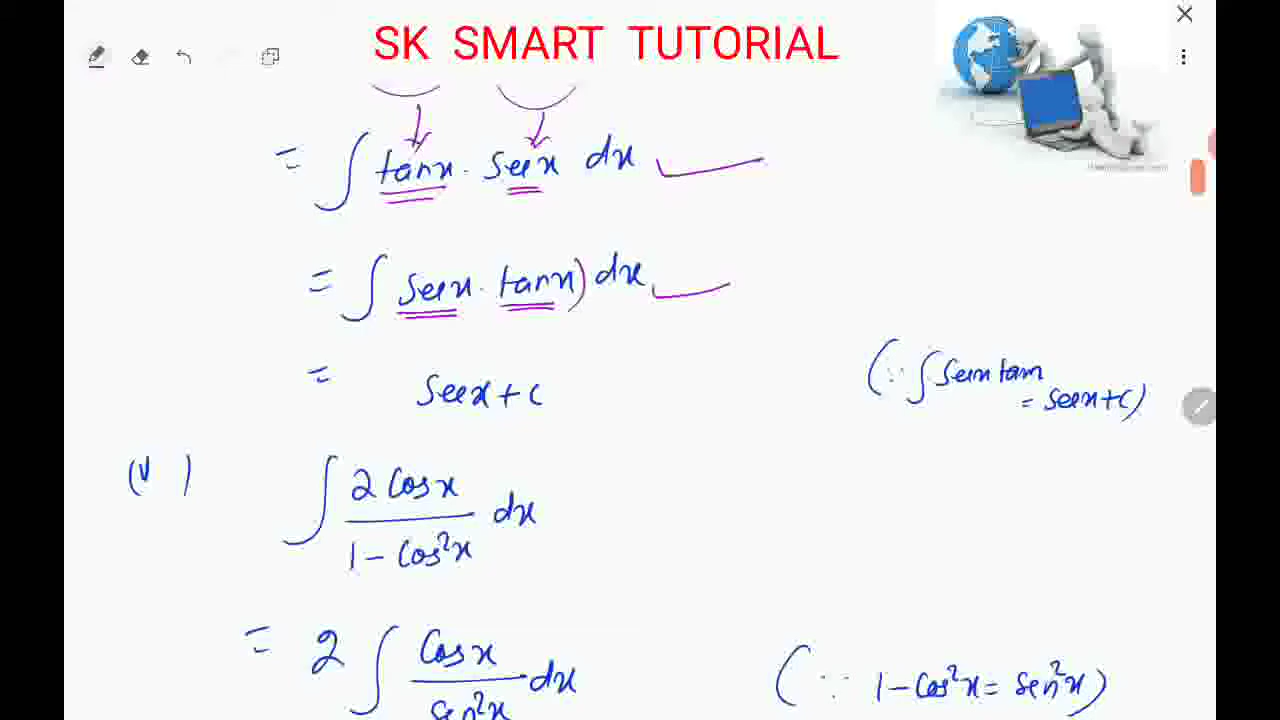 SK SMART TUTORIAL
= ∫ tanx · secx dx
= ∫ secx · tanx) dx
= secx + c
(∵ ∫ secx tanx
= secx + c)
(v) ∫ 2 Cosx / 1 - Cos²x dx
= 2 ∫ Cosx / sin²x dx
(∵ 1 - Cos²x = sin²x)